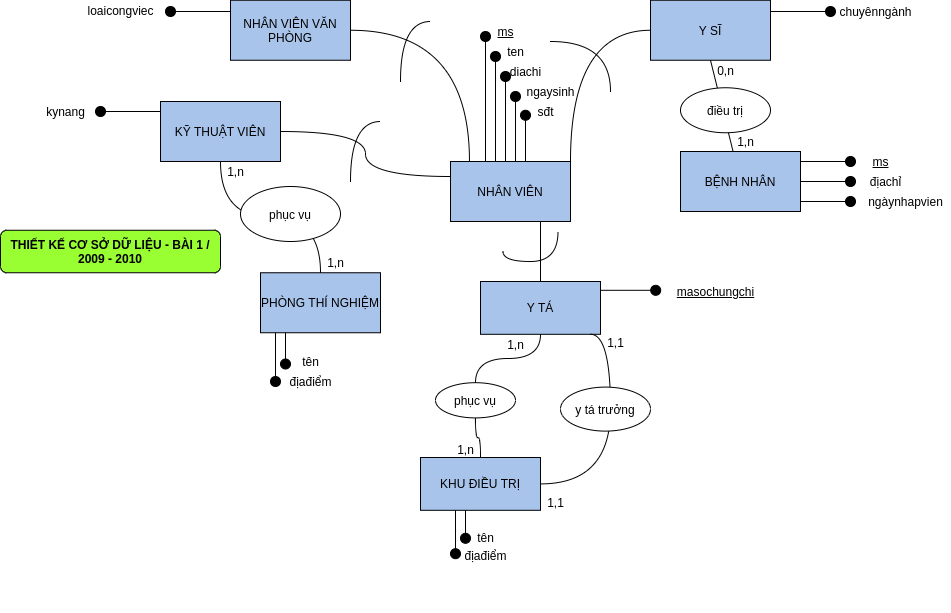 loaicongviec
NHÂN VIÊN VĂN
PHÒNG
ms
ten
diachi
ngaysinh
sđt
Y SĨ
chuyênngành
0,n
điều trị
1,n
BỆNH NHÂN
ms
địachỉ
ngàynhapvien
kynang
KỸ THUẬT VIÊN
1,n
phục vụ
1,n
NHÂN VIÊN
THIẾT KẾ CƠ SỞ DỮ LIỆU - BÀI 1 /
2009 - 2010
PHÒNG THÍ NGHIỆM
tên
địađiểm
Y TÁ
masochungchi
1,n
1,1
phục vụ
y tá trưởng
1,n
KHU ĐIỀU TRỊ
1,1
tên
địađiểm